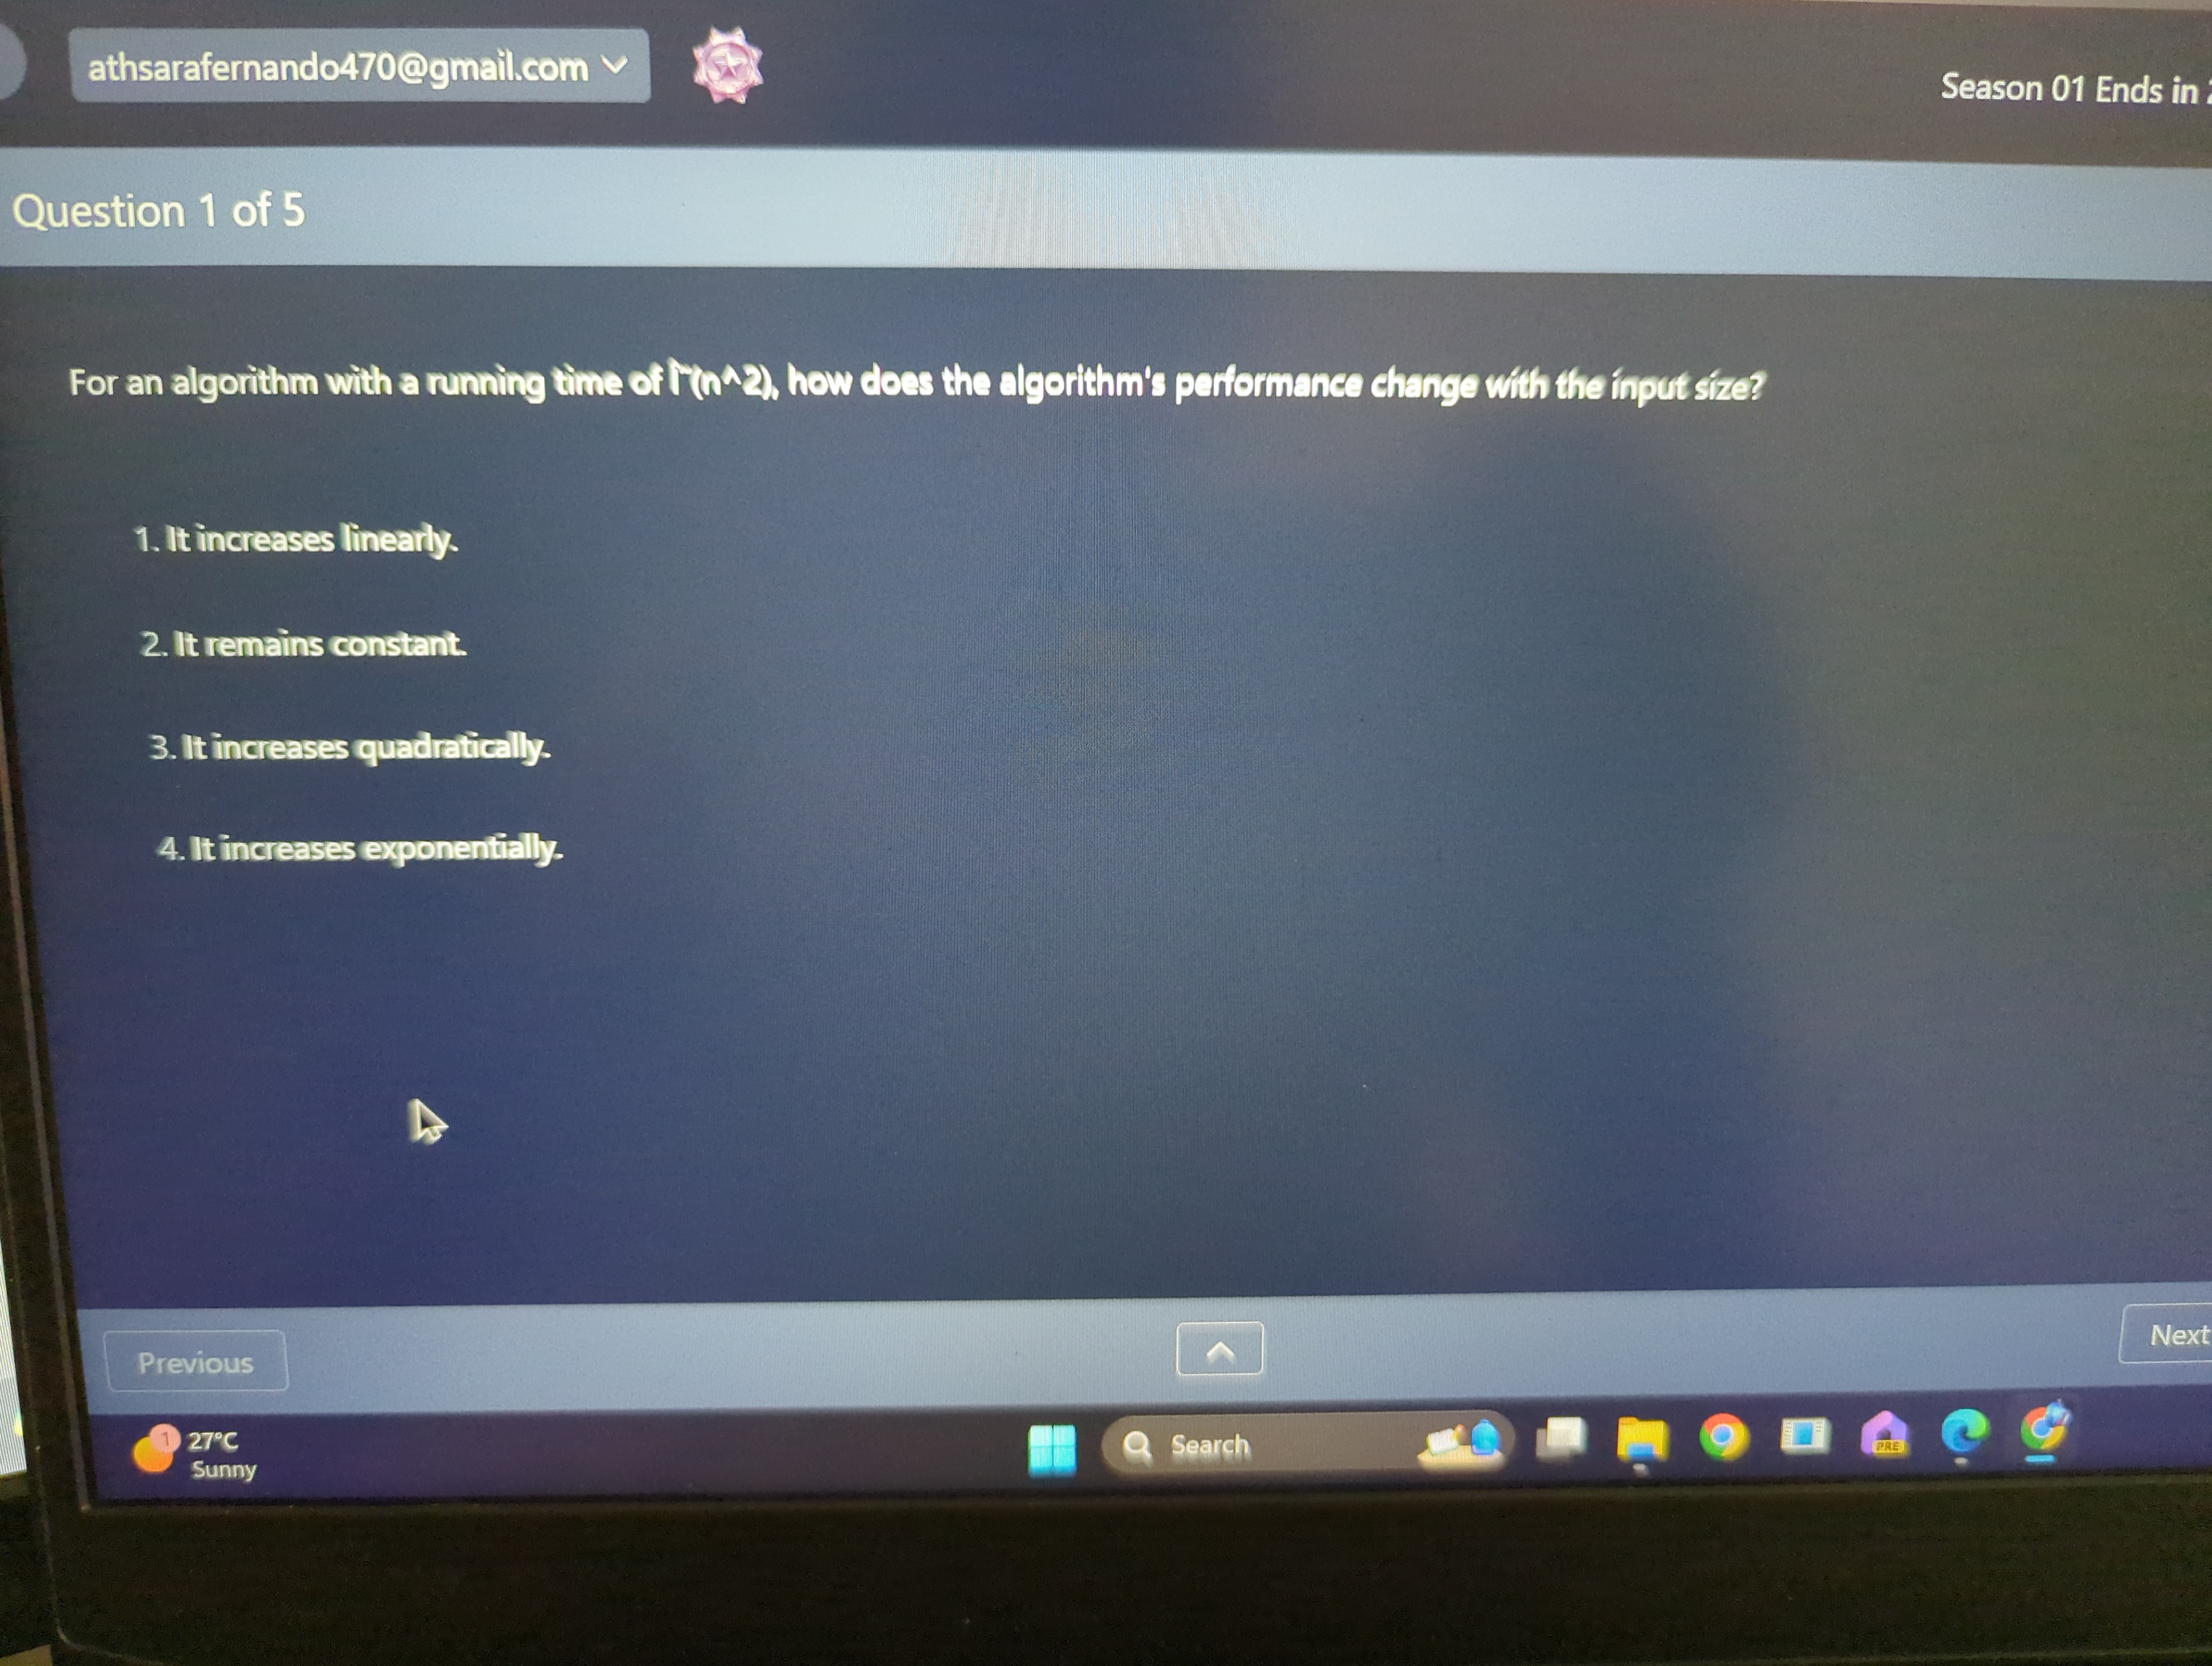 athsarafernando470@gmail.com
Season 01 Ends in
Question 1 of 5
For an algorithm with a running time of Î˜(n^2), how does the algorithm's performance change with the input size?
1. It increases linearly.
2. It remains constant.
3. It increases quadratically.
4. It increases exponentially.
Previous
Next
1
27°C
Sunny
Search
PRE